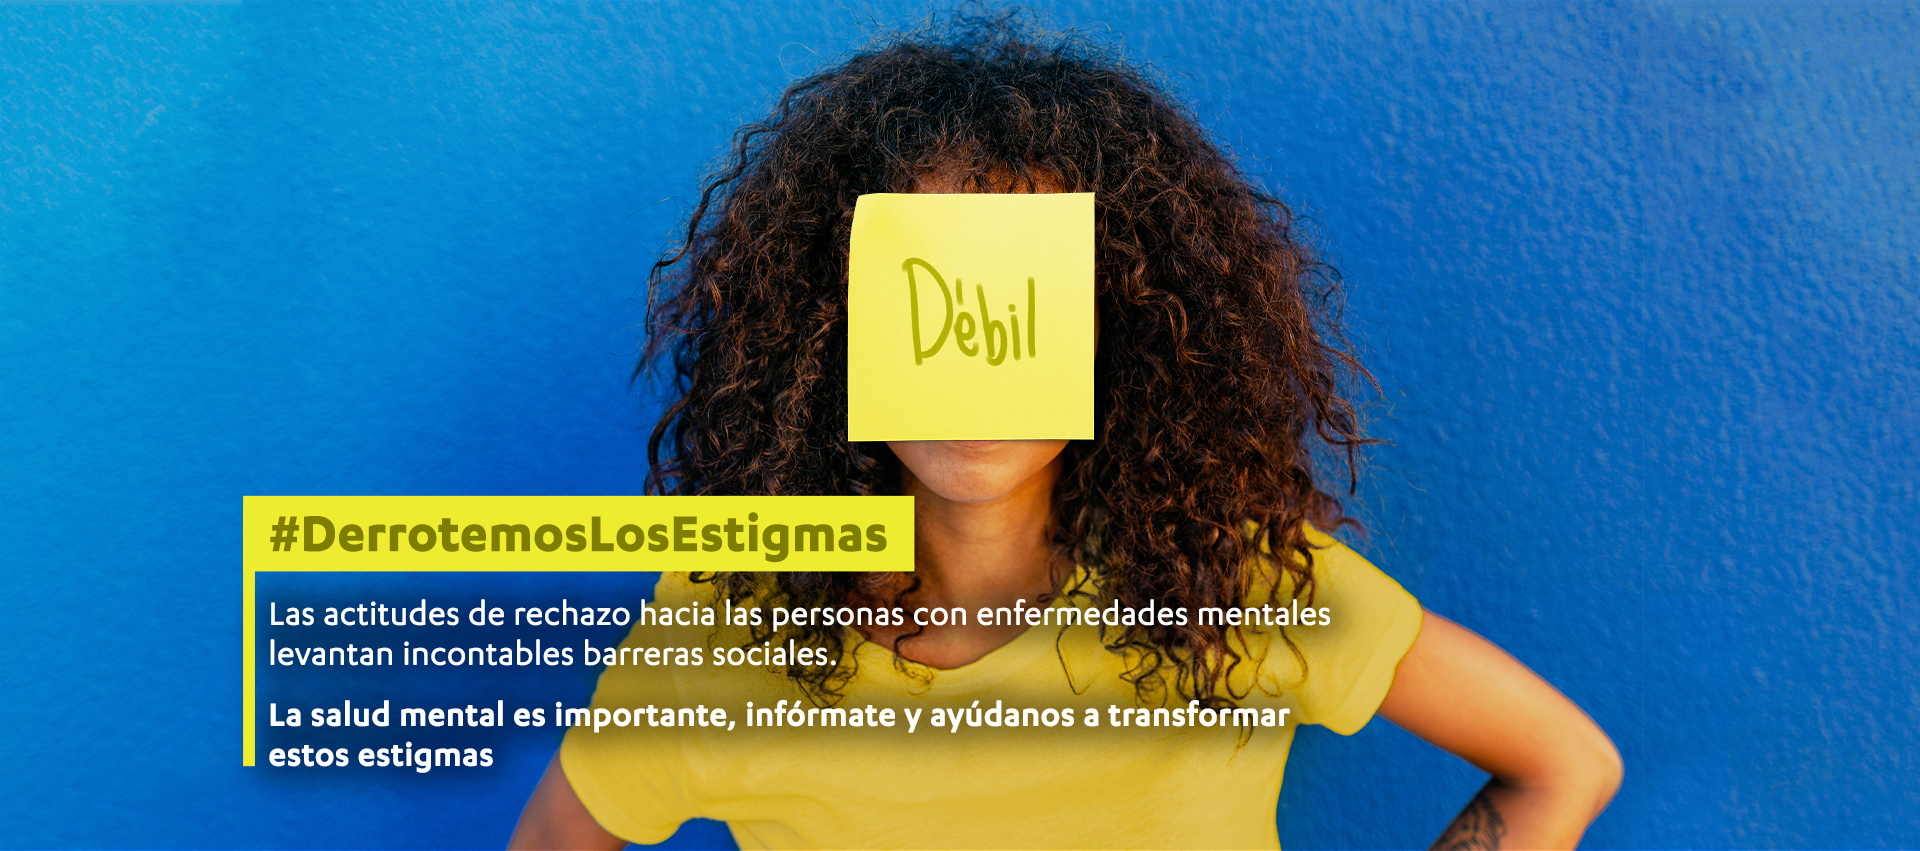 Débil
#DerrotemosLosEstigmas
Las actitudes de rechazo hacia las personas con enfermedades mentales
levantan incontables barreras sociales.
La salud mental es importante, infórmate y ayúdanos a transformar
estos estigmas